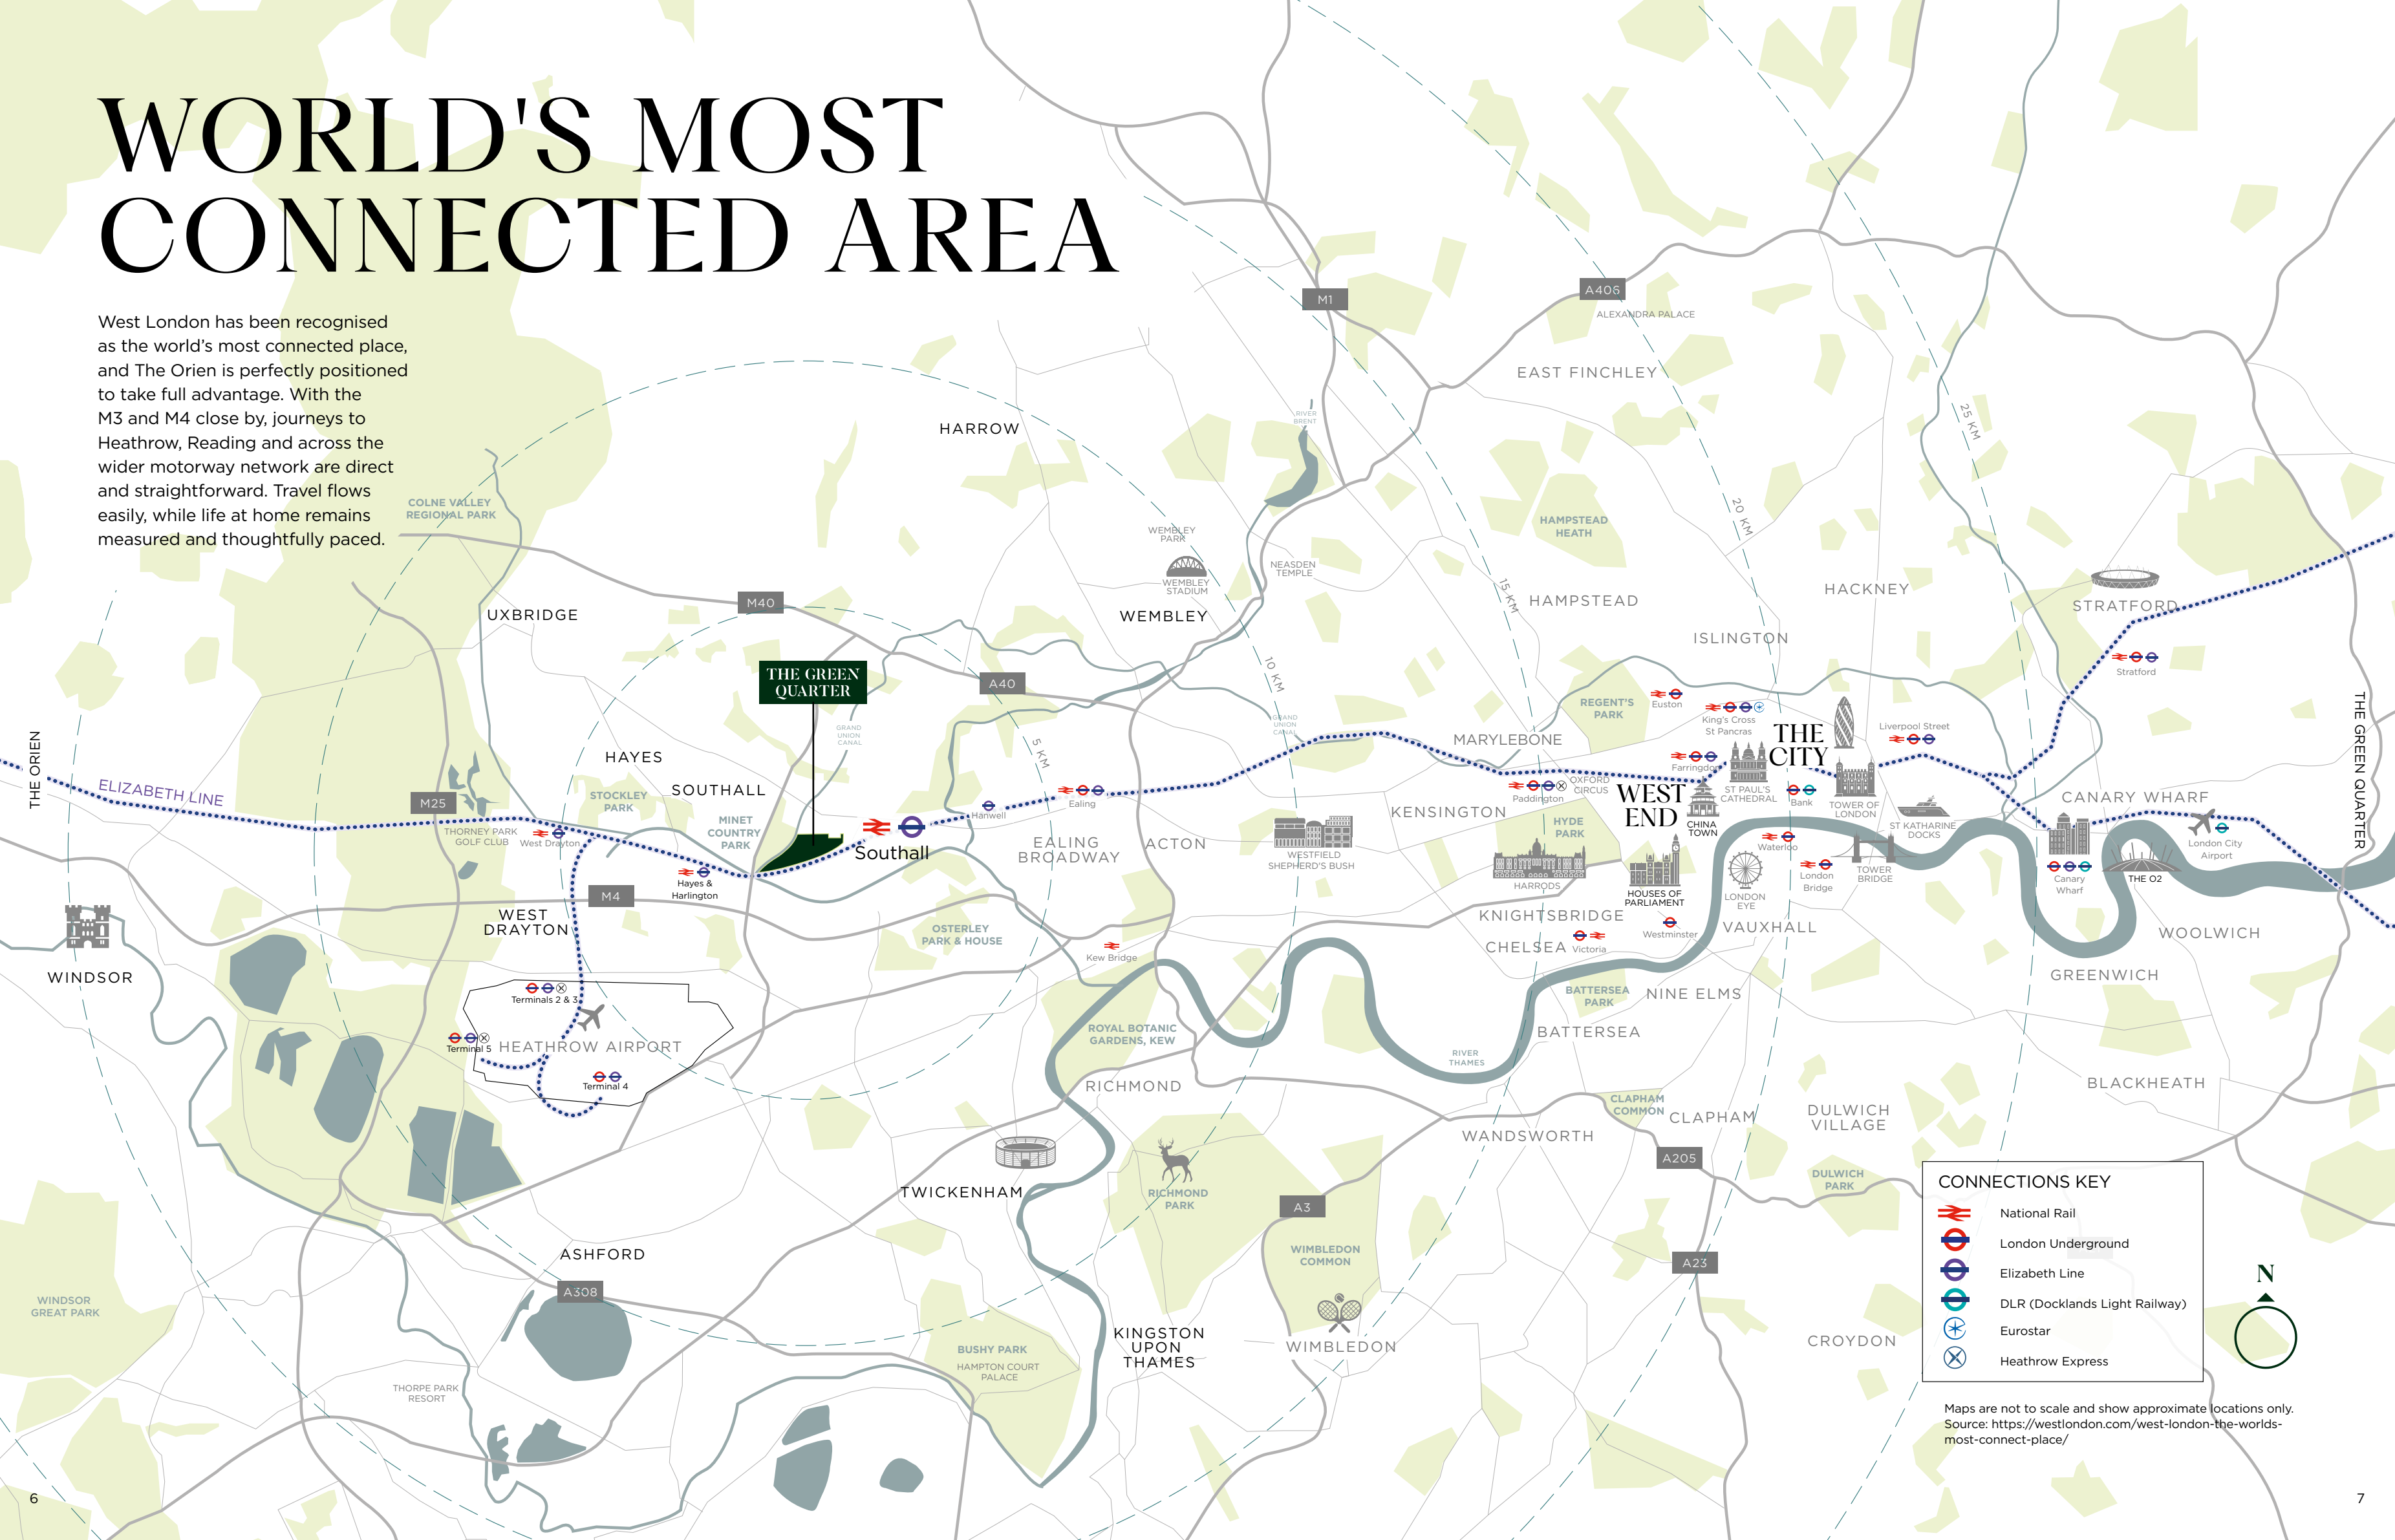 WORLD'S MOST
CONNECTED AREA
West London has been recognised
as the world's most connected place,
and The Orien is perfectly positioned
to take full advantage. With the
M3 and M4 close by, journeys to
Heathrow, Reading and across the
wider motorway network are direct
and straightforward. Travel flows
easily, while life at home remains
measured and thoughtfully paced.
THE ORIEN
THE GREEN QUARTER
M1
A406
ALEXANDRA PALACE
EAST FINCHLEY
25 KM
HARROW
RIVER
BRENT
COLNE VALLEY
REGIONAL PARK
20 KM
HAMPSTEAD
HEATH
WEMBLEY
PARK
WEMBLEY
STADIUM
NEASDEN
TEMPLE
15 KM
HAMPSTEAD
HACKNEY
STRATFORD
Stratford
M40
UXBRIDGE
WEMBLEY
ISLINGTON
THE GREEN
QUARTER
A40
10 KM
REGENT'S
PARK
Euston
King's Cross
St Pancras
THE
CITY
Liverpool Street
GRAND
UNION
CANAL
GRAND
UNION
CANAL
5 KM
MARYLEBONE
HAYES
SOUTHALL
ELIZABETH LINE
M25
STOCKLEY
PARK
MINET
COUNTRY
PARK
THORNEY PARK
GOLF CLUB
West Drayton
Hayes &
Harlington
Southall
Hanwell
Ealing
EALING
BROADWAY
ACTON
WESTFIELD
SHEPHERD'S BUSH
KENSINGTON
Paddington
OXFORD
CIRCUS
WEST
END
Farringdon
CHINA
TOWN
ST PAUL'S
CATHEDRAL
Bank
TOWER OF
LONDON
ST KATHARINE
DOCKS
CANARY WHARF
London City
Airport
HYDE
PARK
HARRODS
HOUSES OF
PARLIAMENT
Waterloo
LONDON
EYE
London
Bridge
TOWER
BRIDGE
Canary
Wharf
THE O2
M4
WEST
DRAYTON
OSTERLEY
PARK & HOUSE
Kew Bridge
KNIGHTSBRIDGE
CHELSEA
Victoria
Westminster
VAUXHALL
WOOLWICH
GREENWICH
WINDSOR
Terminals 2 & 3
Terminal 5
HEATHROW AIRPORT
Terminal 4
BATTERSEA
PARK
NINE ELMS
BATTERSEA
ROYAL BOTANIC
GARDENS, KEW
RIVER
THAMES
RICHMOND
CLAPHAM
COMMON
CLAPHAM
DULWICH
VILLAGE
BLACKHEATH
WANDSWORTH
A205
TWICKENHAM
RICHMOND
PARK
A3
DULWICH
PARK
ASHFORD
A308
WIMBLEDON
COMMON
A23
WINDSOR
GREAT PARK
KINGSTON
UPON
THAMES
WIMBLEDON
CROYDON
BUSHY PARK
HAMPTON COURT
PALACE
THORPE PARK
RESORT
CONNECTIONS KEY
National Rail
London Underground
Elizabeth Line
DLR (Docklands Light Railway)
Eurostar
Heathrow Express
N
Maps are not to scale and show approximate locations only.
Source: https://westlondon.com/west-london-the-worlds-
most-connect-place/
6
7